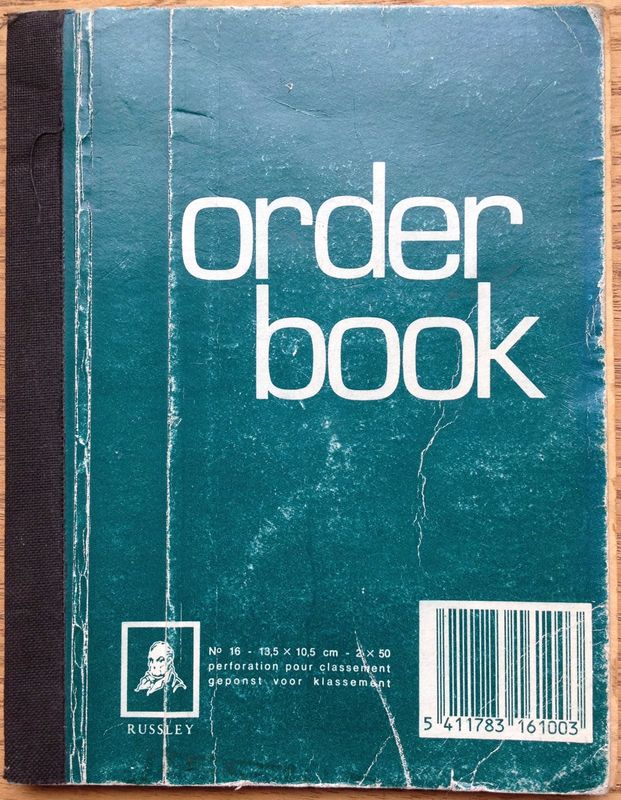 order
book
Nº 16 - 13,5 × 10,5 cm - 2 × 50
perforation pour classement
geponst voor klassement
RUSSLEY
5 411783 161003